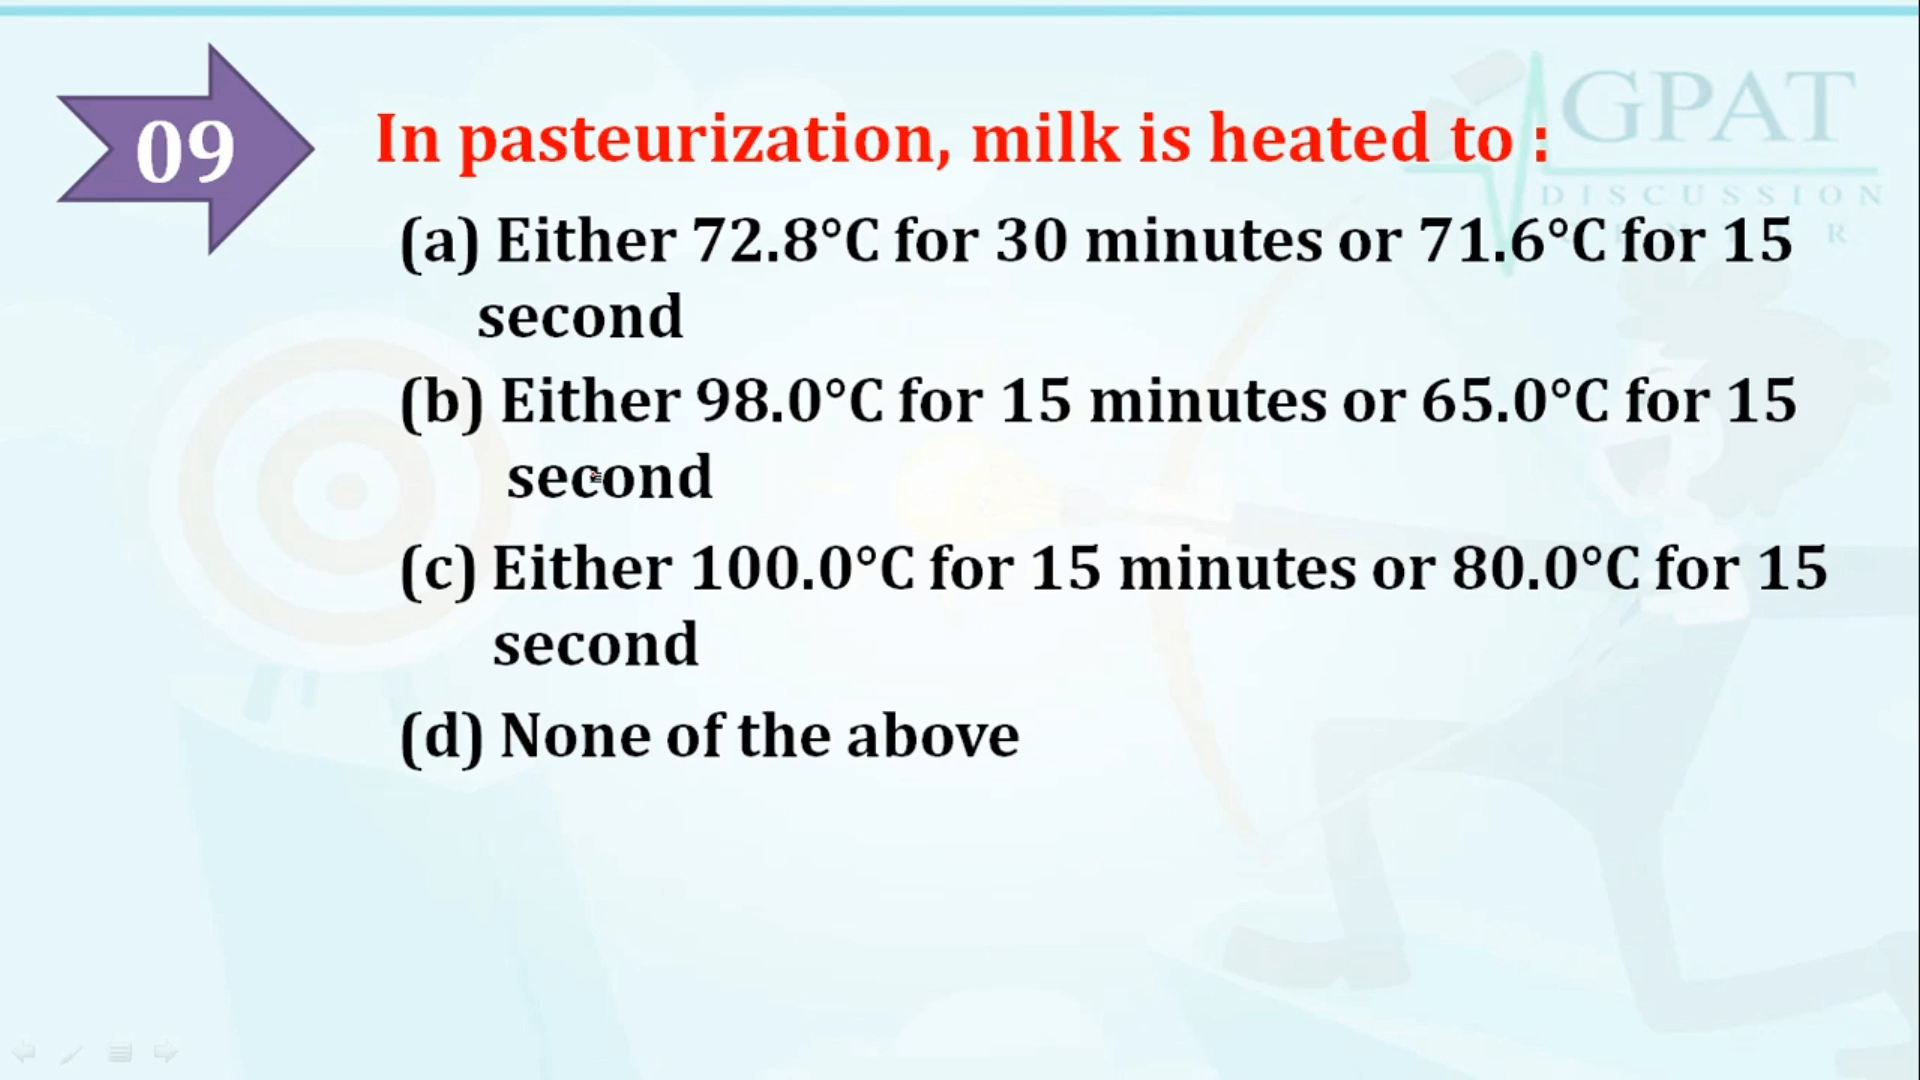 09
In pasteurization, milk is heated to :
GPAT
DISCUSSION
(a) Either 72.8°C for 30 minutes or 71.6°C for 15
second
(b) Either 98.0°C for 15 minutes or 65.0°C for 15
second
(c) Either 100.0°C for 15 minutes or 80.0°C for 15
second
(d) None of the above